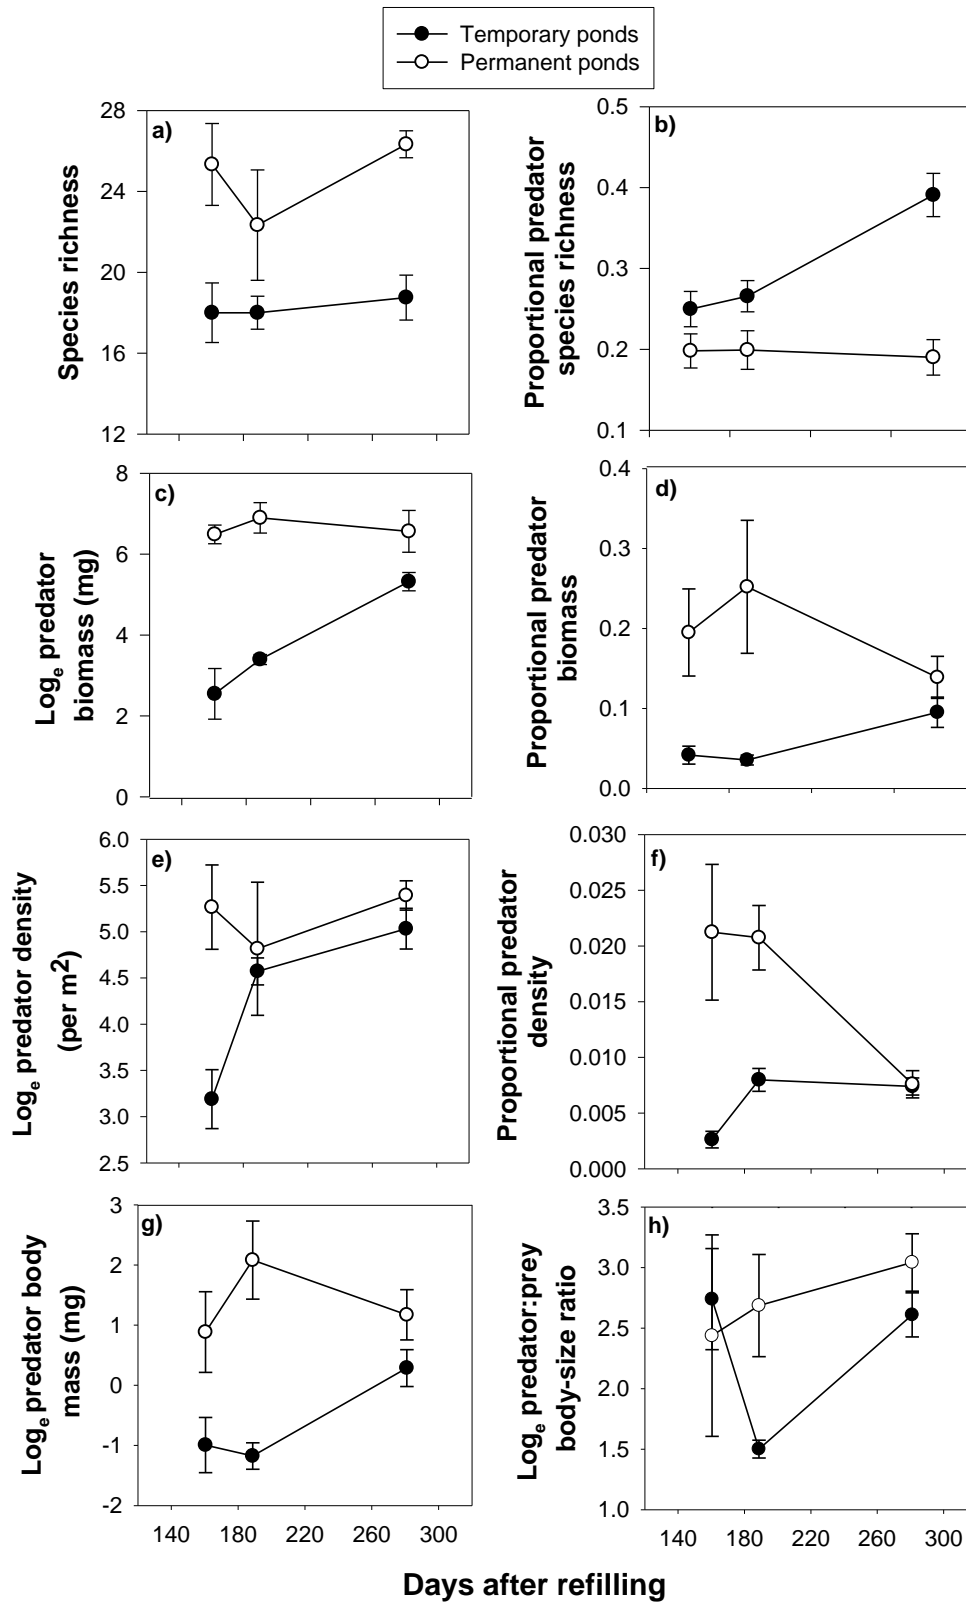 Temporary ponds
Permanent ponds
a)
Species richness
28
24
20
16
12
b)
Proportional predator
species richness
0.5
0.4
0.3
0.2
0.1
c)
Logₑ predator
biomass (mg)
8
6
4
2
0
d)
Proportional predator
biomass
0.4
0.3
0.2
0.1
0.0
e)
Logₑ predator density
(per m²)
6.0
5.5
5.0
4.5
4.0
3.5
3.0
2.5
f)
Proportional predator
density
0.030
0.025
0.020
0.015
0.010
0.005
0.000
g)
Logₑ predator body
mass (mg)
3
2
1
0
-1
-2
140 180 220 260 300
h)
Logₑ predator:prey
body-size ratio
3.5
3.0
2.5
2.0
1.5
1.0
140 180 220 260 300
Days after refilling